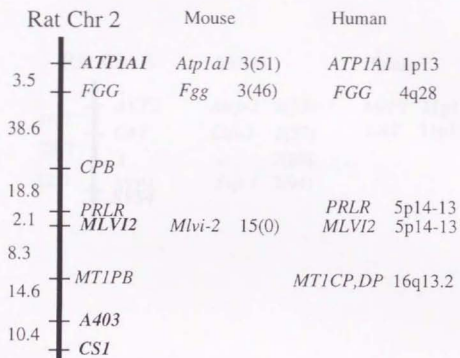 Rat Chr 2 Mouse Human
ATP1A1 Atp1a1 3(51) ATP1A1 1p13
3.5
FGG Fgg 3(46) FGG 4q28
38.6
CPB
18.8
PRLR PRLR 5p14-13
2.1
MLVI2 Mlvi-2 15(0) MLVI2 5p14-13
8.3
MT1PB MT1CP,DP 16q13.2
14.6
A403
10.4
CS1